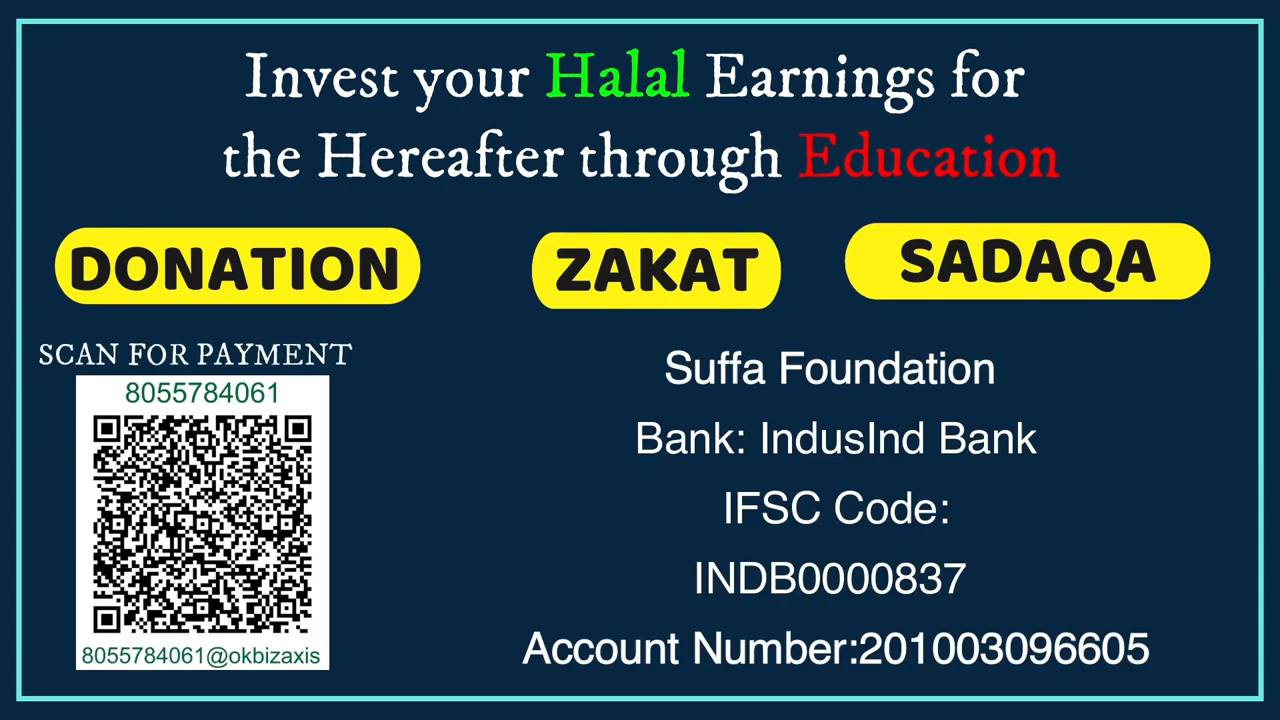 Invest your Halal Earnings for
the Hereafter through Education
DONATION
ZAKAT
SADAQA
SCAN FOR PAYMENT
8055784061
8055784061@okbizaxis
Suffa Foundation
Bank: IndusInd Bank
IFSC Code:
INDB0000837
Account Number:201003096605